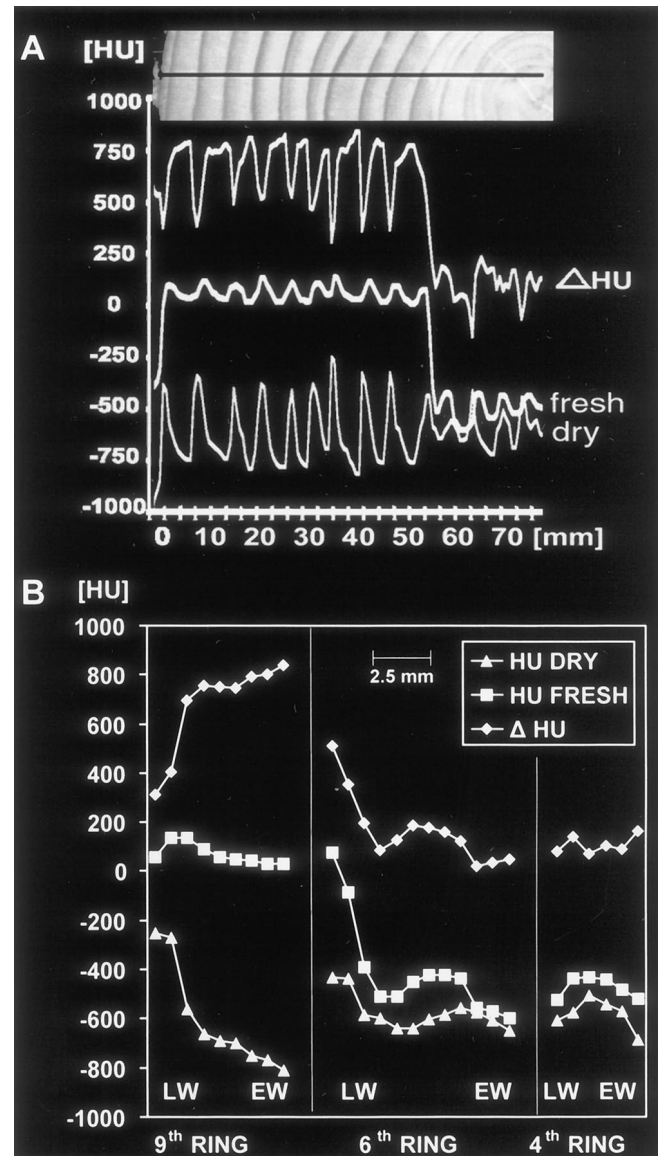 A [HU]
1000
750
500
250
0
-250
-500
-750
-1000
ΔHU
fresh
dry
0 10 20 30 40 50 60 70 [mm]
B [HU]
1000
800
600
400
200
0
-200
-400
-600
-800
-1000
2.5 mm
HU DRY
HU FRESH
Δ HU
LW EW LW EW LW EW
9th RING 6th RING 4th RING